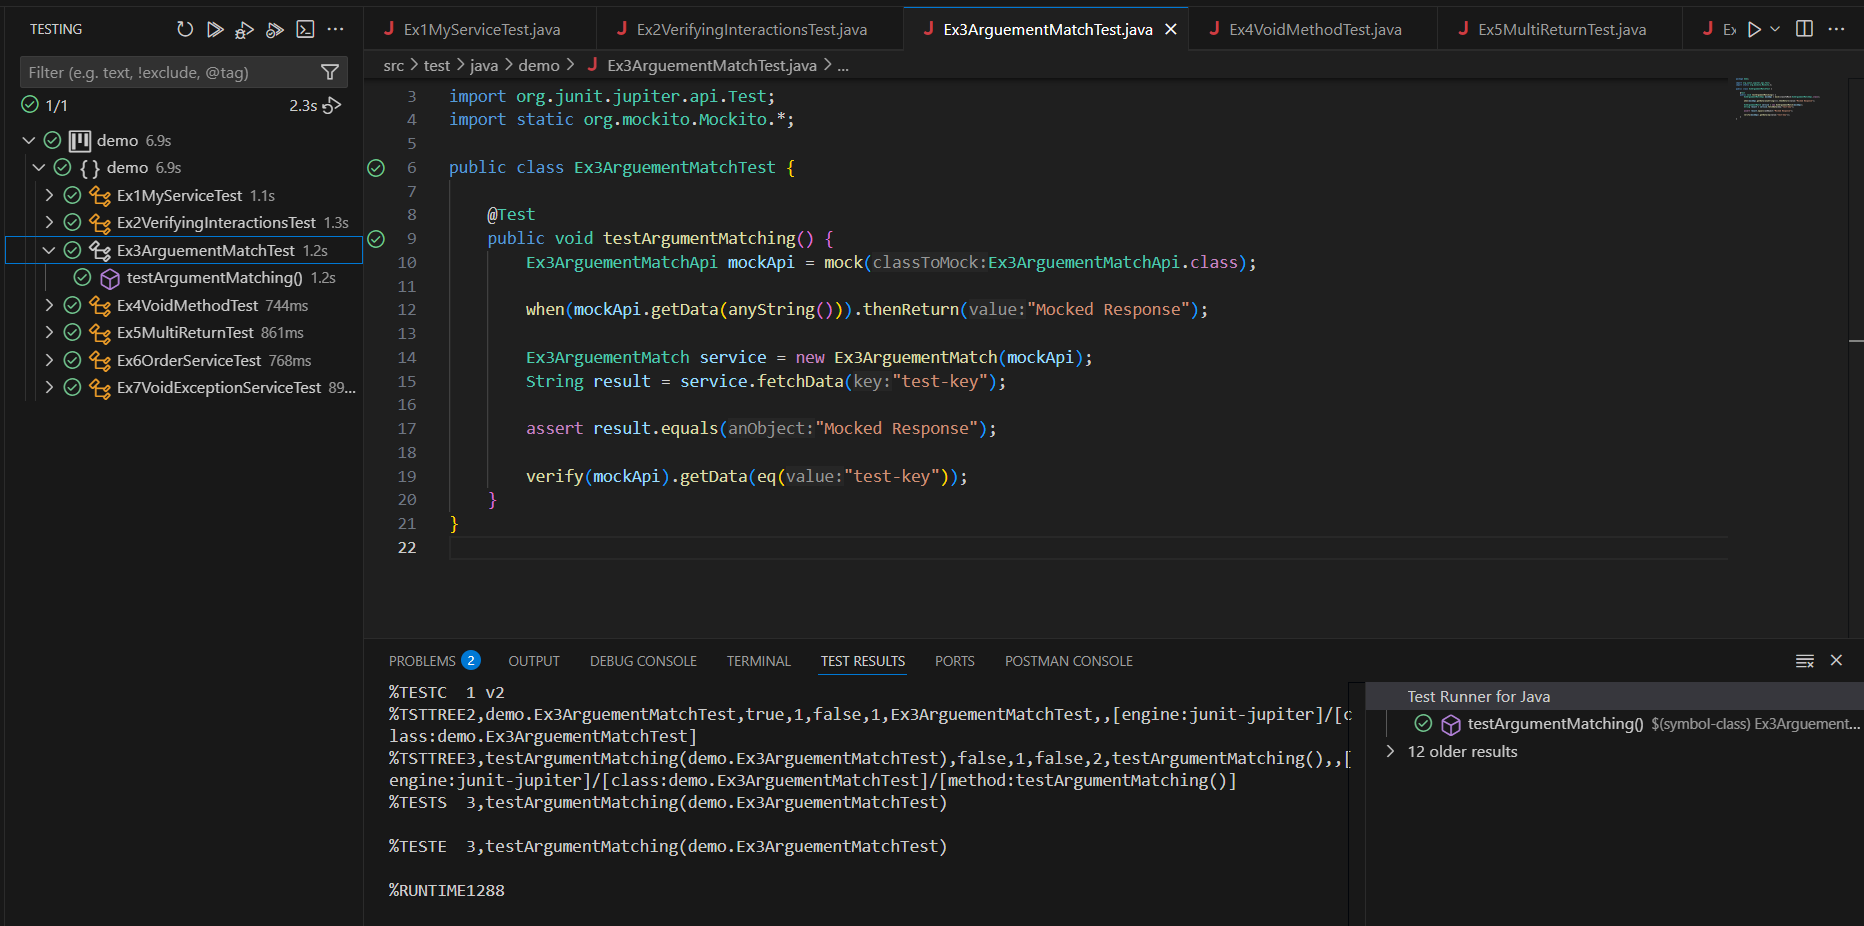 TESTING
Filter (e.g. text, !exclude, @tag)
1/1
2.3s
demo 6.9s
{} demo 6.9s
Ex1MyServiceTest 1.1s
Ex2VerifyingInteractionsTest 1.3s
Ex3ArguementMatchTest 1.2s
testArgumentMatching() 1.2s
Ex4VoidMethodTest 744ms
Ex5MultiReturnTest 861ms
Ex6OrderServiceTest 768ms
Ex7VoidExceptionServiceTest 89...
J Ex1MyServiceTest.java
J Ex2VerifyingInteractionsTest.java
J Ex3ArguementMatchTest.java
J Ex4VoidMethodTest.java
J Ex5MultiReturnTest.java
J Ex
src > test > java > demo > J Ex3ArguementMatchTest.java > ...
3 import org.junit.jupiter.api.Test;
4 import static org.mockito.Mockito.*;
5
6 public class Ex3ArguementMatchTest {
7
8 @Test
9 public void testArgumentMatching() {
10 Ex3ArguementMatchApi mockApi = mock(classToMock:Ex3ArguementMatchApi.class);
11
12 when(mockApi.getData(anyString())).thenReturn(value:"Mocked Response");
13
14 Ex3ArguementMatch service = new Ex3ArguementMatch(mockApi);
15 String result = service.fetchData(key:"test-key");
16
17 assert result.equals(anObject:"Mocked Response");
18
19 verify(mockApi).getData(eq(value:"test-key"));
20 }
21 }
22
PROBLEMS 2
OUTPUT
DEBUG CONSOLE
TERMINAL
TEST RESULTS
PORTS
POSTMAN CONSOLE
%TESTC  1 v2
%TSTTREE2,demo.Ex3ArguementMatchTest,true,1,false,1,Ex3ArguementMatchTest,,[engine:junit-jupiter]/[c
lass:demo.Ex3ArguementMatchTest]
%TSTTREE3,testArgumentMatching(demo.Ex3ArguementMatchTest),false,1,false,2,testArgumentMatching(),,[
engine:junit-jupiter]/[class:demo.Ex3ArguementMatchTest]/[method:testArgumentMatching()]
%TESTS  3,testArgumentMatching(demo.Ex3ArguementMatchTest)
%TESTE  3,testArgumentMatching(demo.Ex3ArguementMatchTest)
%RUNTIME1288
Test Runner for Java
testArgumentMatching() $(symbol-class) Ex3Arguement...
12 older results